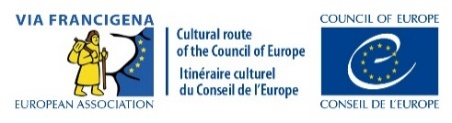 VIA FRANCIGENA
EUROPEAN ASSOCIATION
Cultural route
of the Council of Europe
Itinéraire culturel
du Conseil de l'Europe
COUNCIL OF EUROPE
CONSEIL DE L'EUROPE